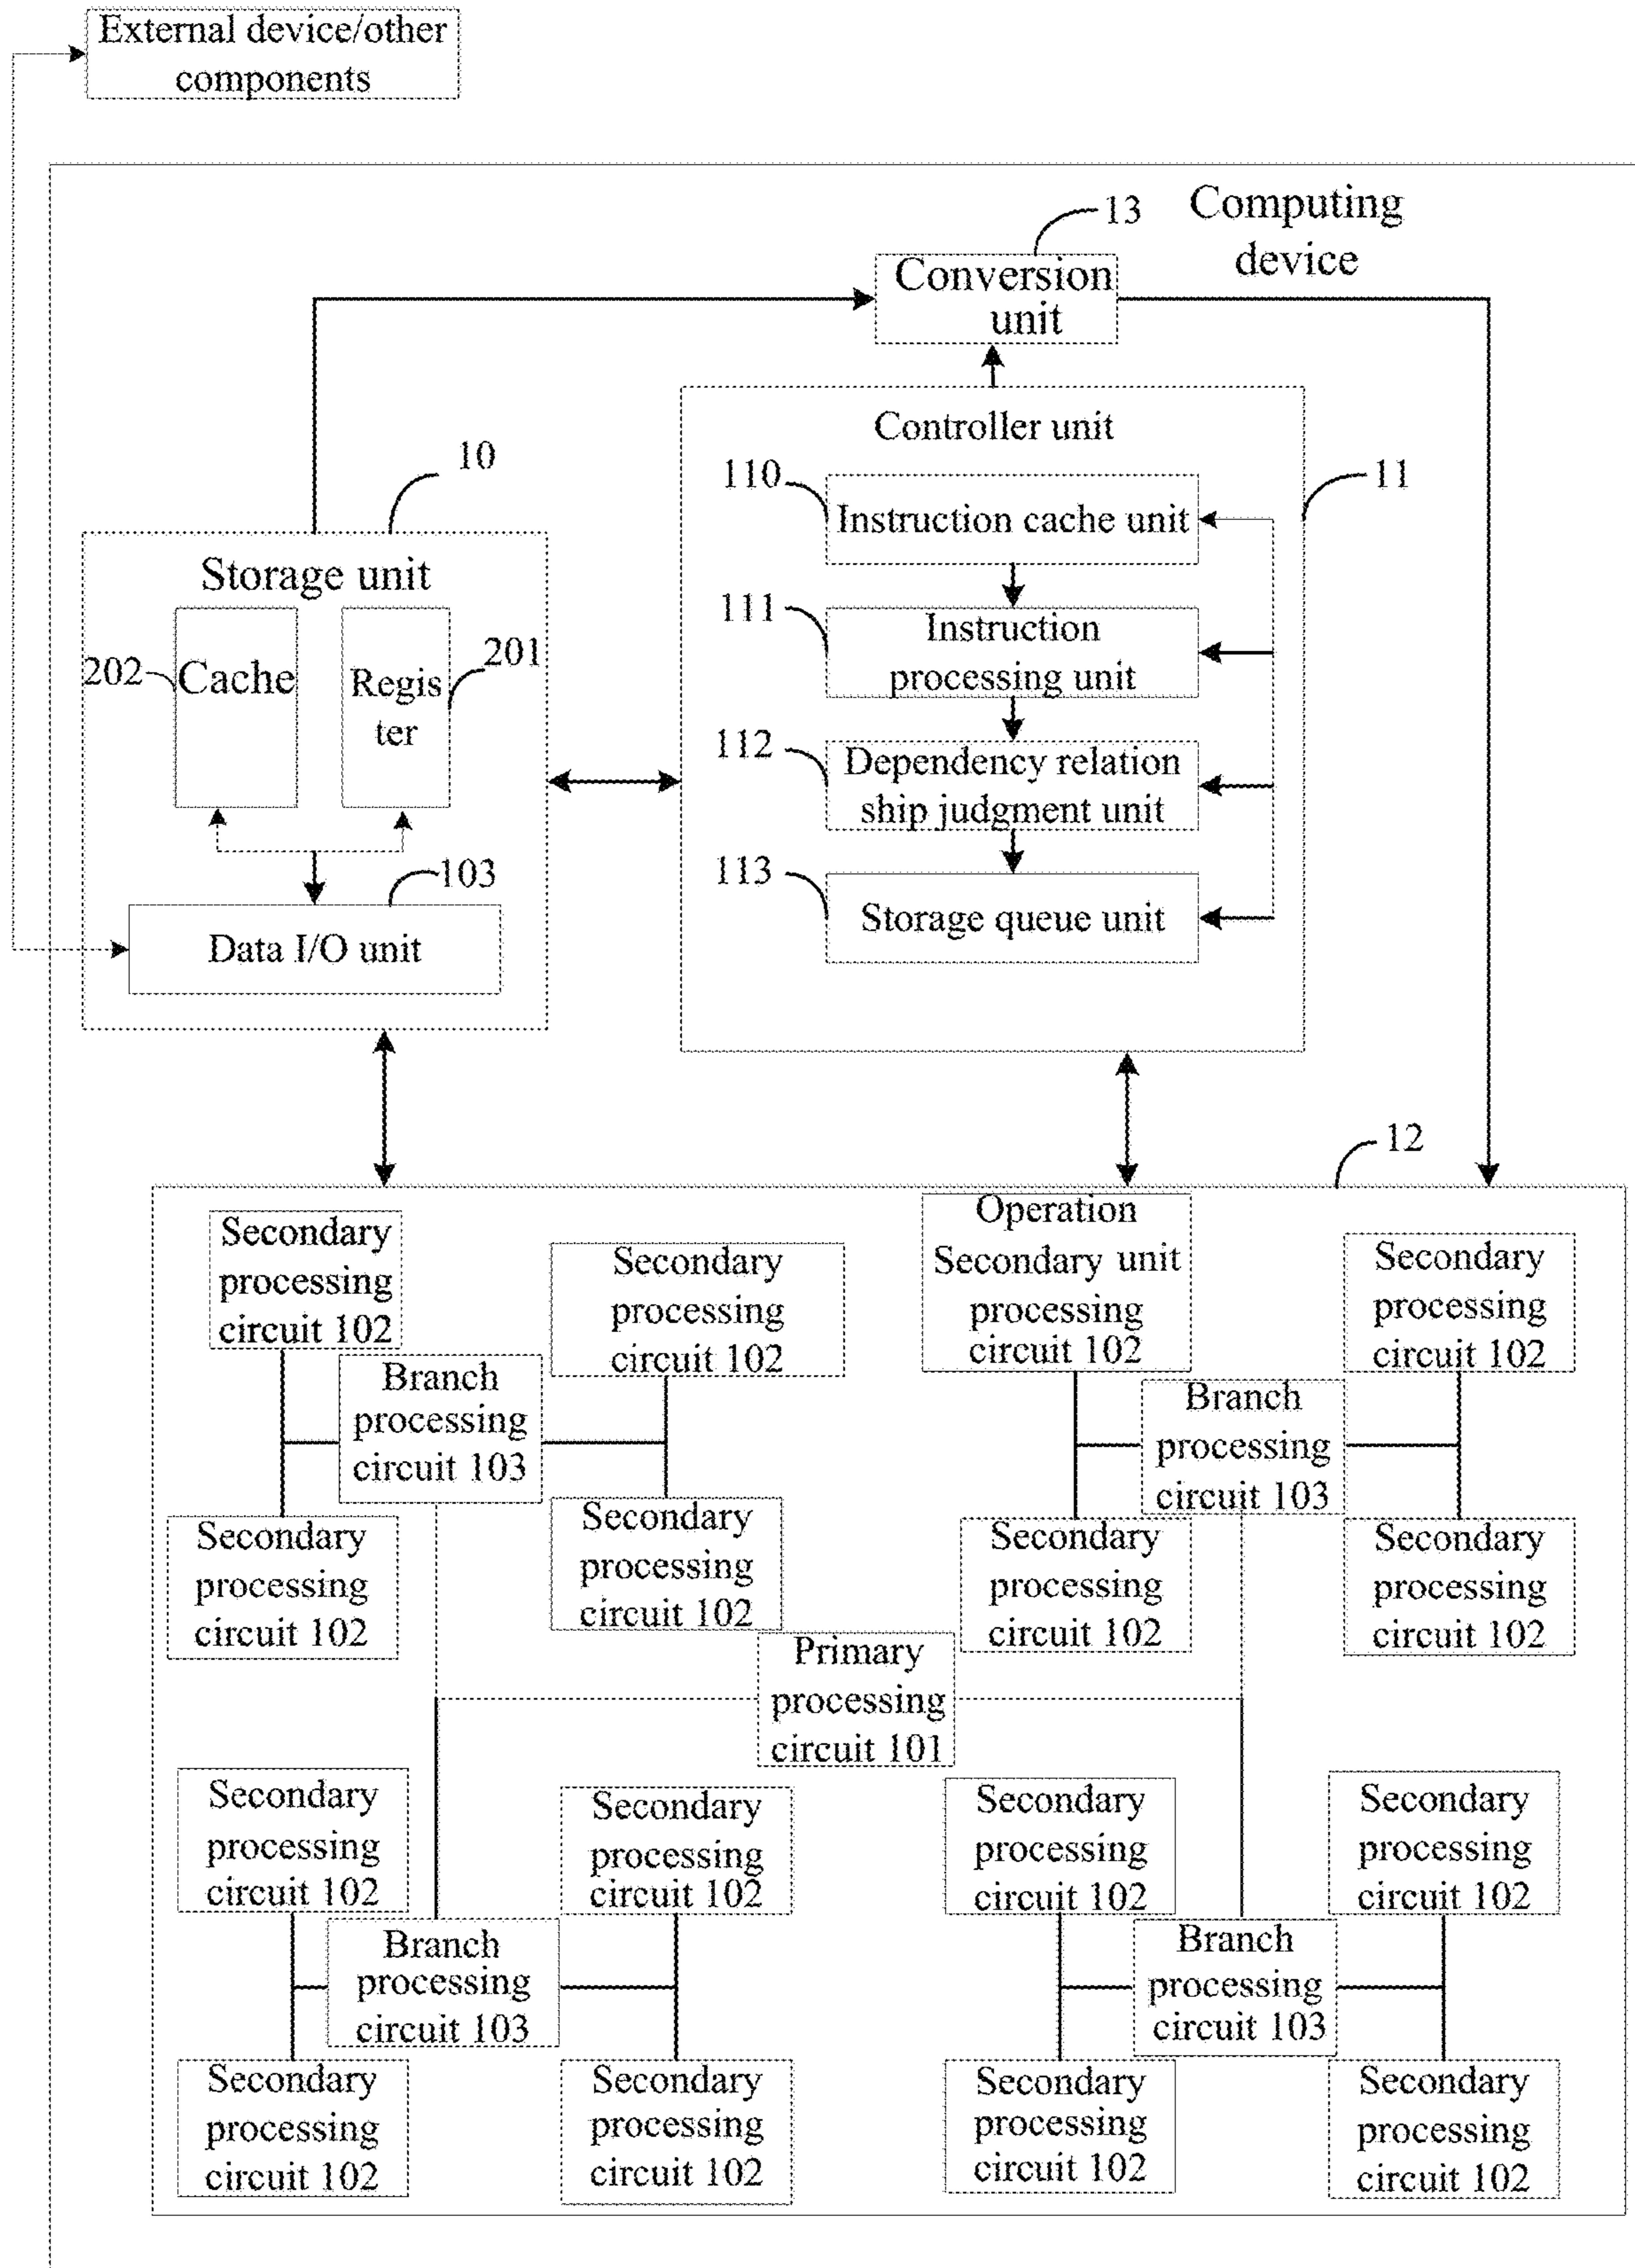 External device/other
components
13
Computing
device
Conversion
unit
Controller unit
10
110
11
Instruction cache unit
Storage unit
111
Instruction
processing unit
202
Cache
201
Regis
ter
112
Dependency relation
ship judgment unit
103
113
Storage queue unit
Data I/O unit
12
Secondary
processing
circuit 102
Secondary
processing
circuit 102
Operation
Secondary unit
processing
circuit 102
Secondary
processing
circuit 102
Branch
processing
circuit 103
Branch
processing
circuit 103
Secondary
processing
circuit 102
Secondary
processing
circuit 102
Secondary
processing
circuit 102
Secondary
processing
circuit 102
Primary
processing
circuit 101
Secondary
processing
circuit 102
Secondary
processing
circuit 102
Secondary
processing
circuit 102
Secondary
processing
circuit 102
Branch
processing
circuit 103
Branch
processing
circuit 103
Secondary
processing
circuit 102
Secondary
processing
circuit 102
Secondary
processing
circuit 102
Secondary
processing
circuit 102